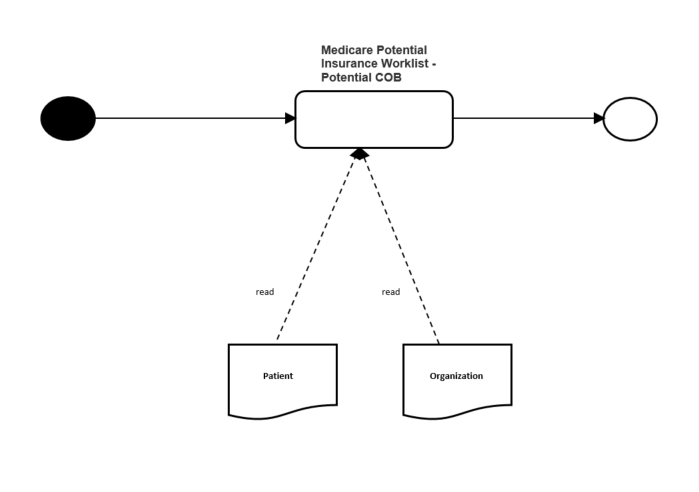 Medicare Potential
Insurance Worklist -
Potential COB
read
read
Patient
Organization